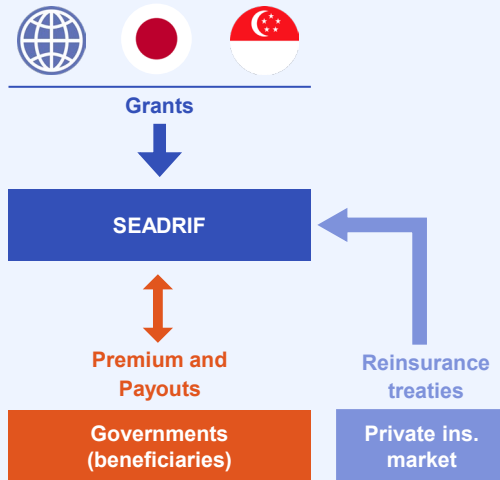 Grants
SEADRIF
Premium and
Payouts
Reinsurance
treaties
Governments
(beneficiaries)
Private ins.
market